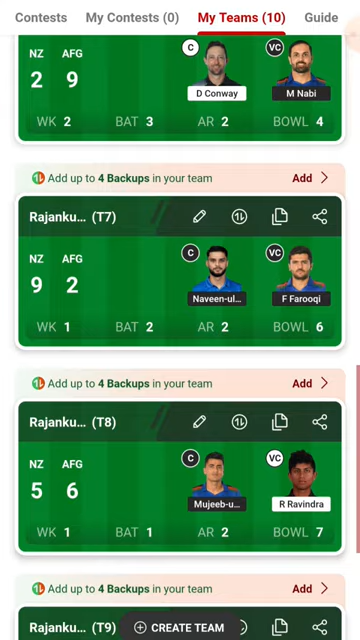 Contests My Contests (0) My Teams (10) Guide
NZ AFG C VC
2 9
D Conway M Nabi
WK 2 BAT 3 AR 2 BOWL 4
Add up to 4 Backups in your team Add
Rajanku... (T7)
NZ AFG C VC
9 2
Naveen-ul... F Farooqi
WK 1 BAT 2 AR 2 BOWL 6
Add up to 4 Backups in your team Add
Rajanku... (T8)
NZ AFG C VC
5 6
Mujeeb-u... R Ravindra
WK 1 BAT 1 AR 2 BOWL 7
Add up to 4 Backups in your team Add
Rajanku... (T9)
CREATE TEAM